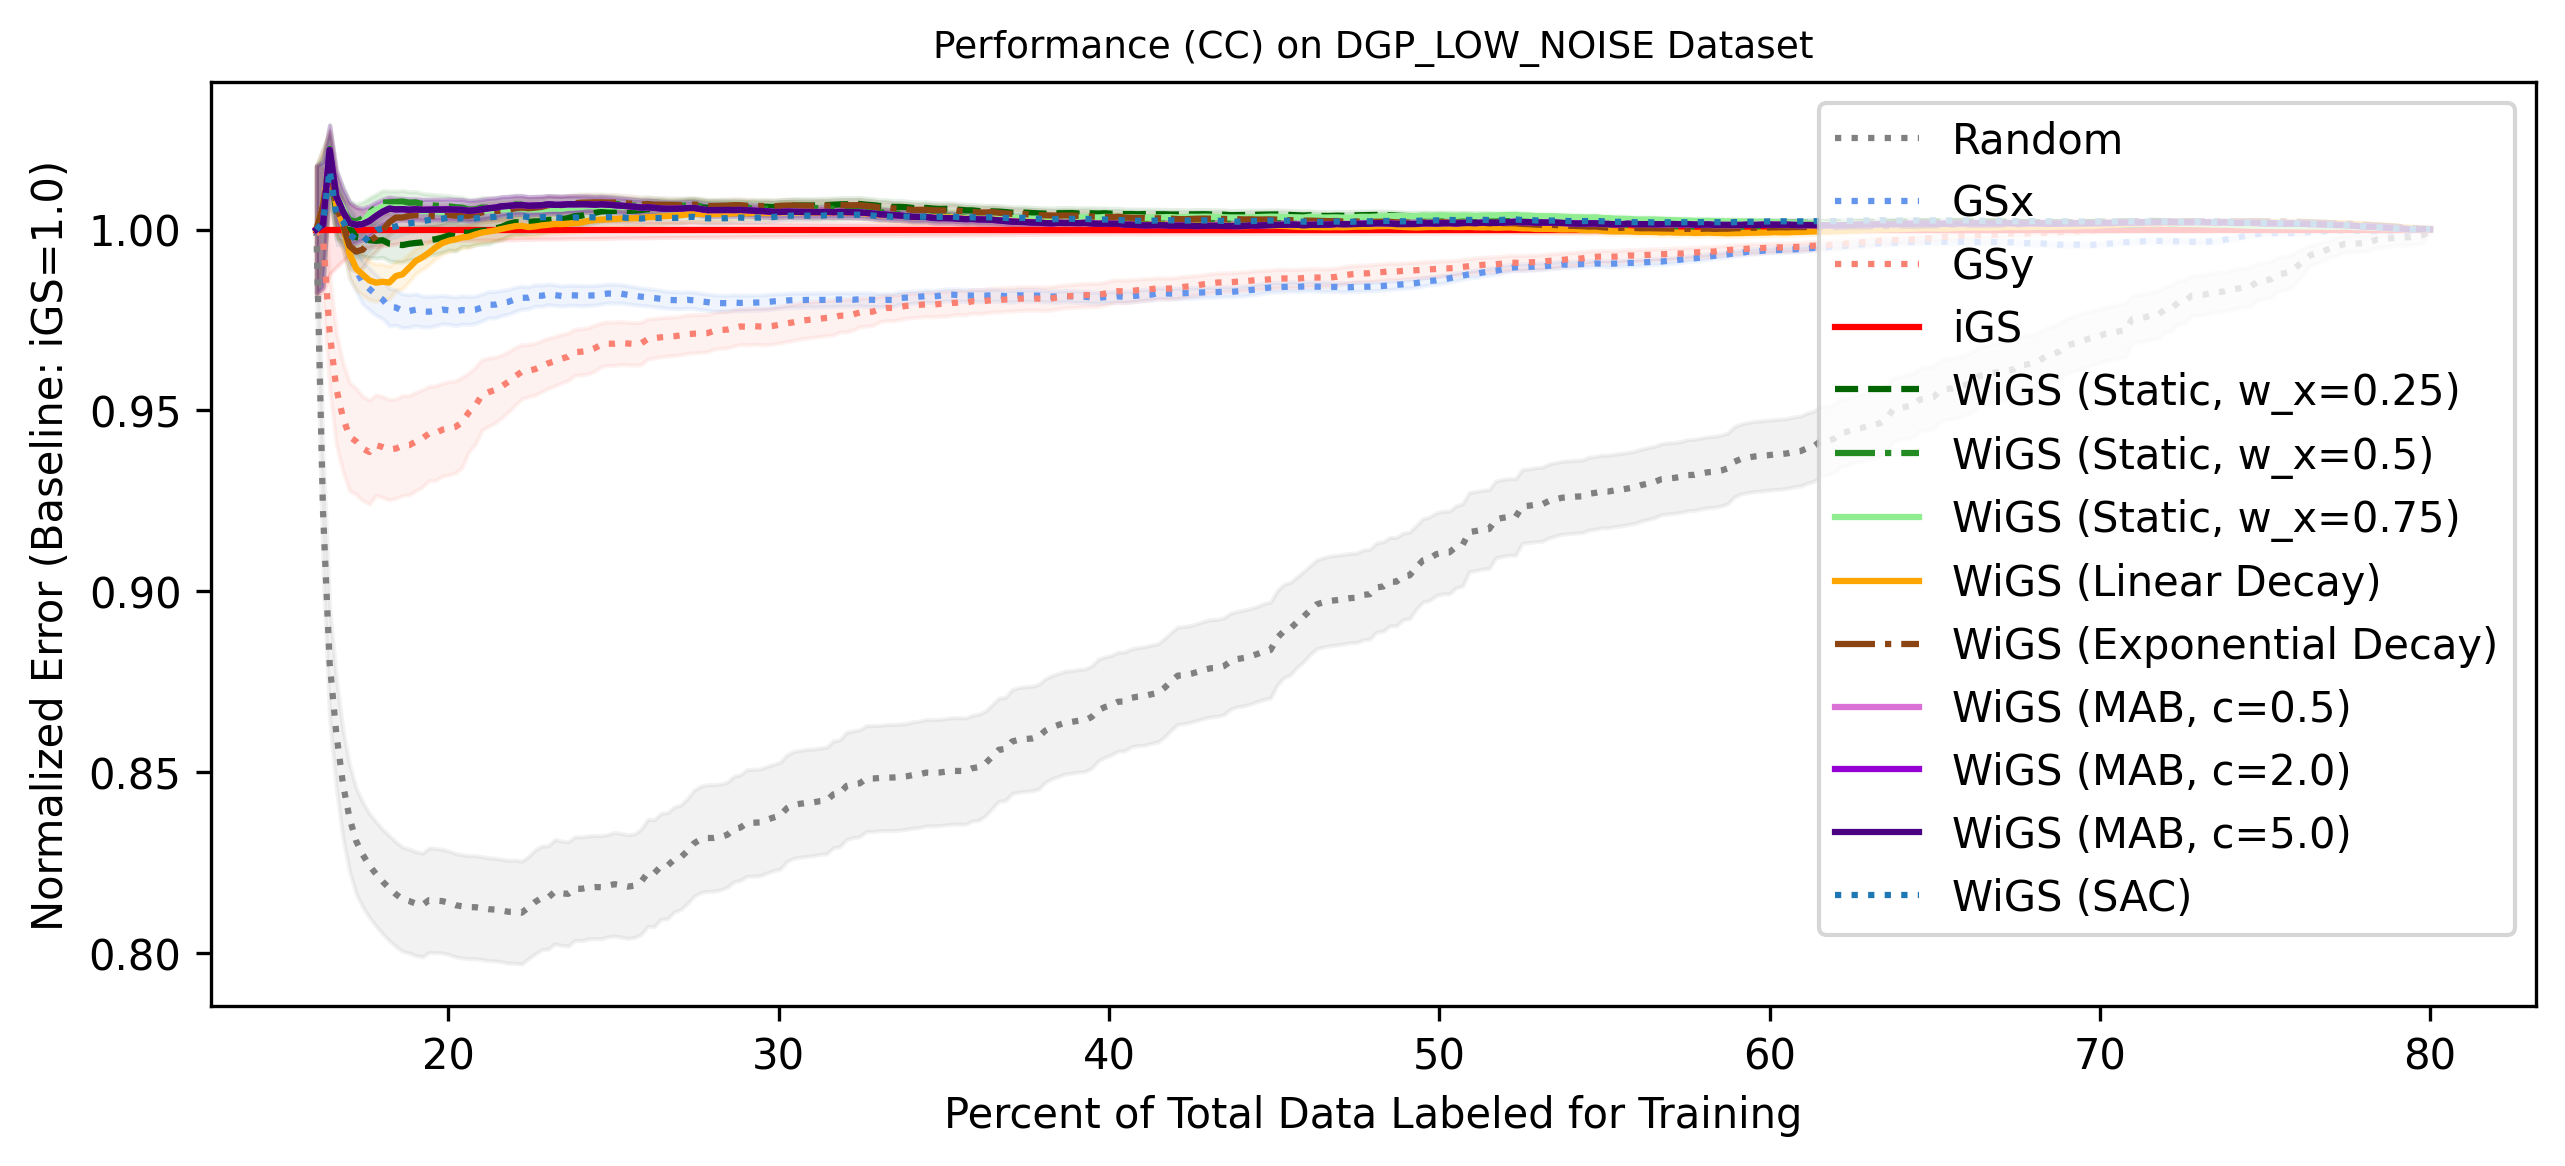 Performance (CC) on DGP_LOW_NOISE Dataset
Normalized Error (Baseline: iGS=1.0)
1.00
0.95
0.90
0.85
0.80
Random
GSx
GSy
iGS
WiGS (Static, w_x=0.25)
WiGS (Static, w_x=0.5)
WiGS (Static, w_x=0.75)
WiGS (Linear Decay)
WiGS (Exponential Decay)
WiGS (MAB, c=0.5)
WiGS (MAB, c=2.0)
WiGS (MAB, c=5.0)
WiGS (SAC)
20 30 40 50 60 70 80
Percent of Total Data Labeled for Training